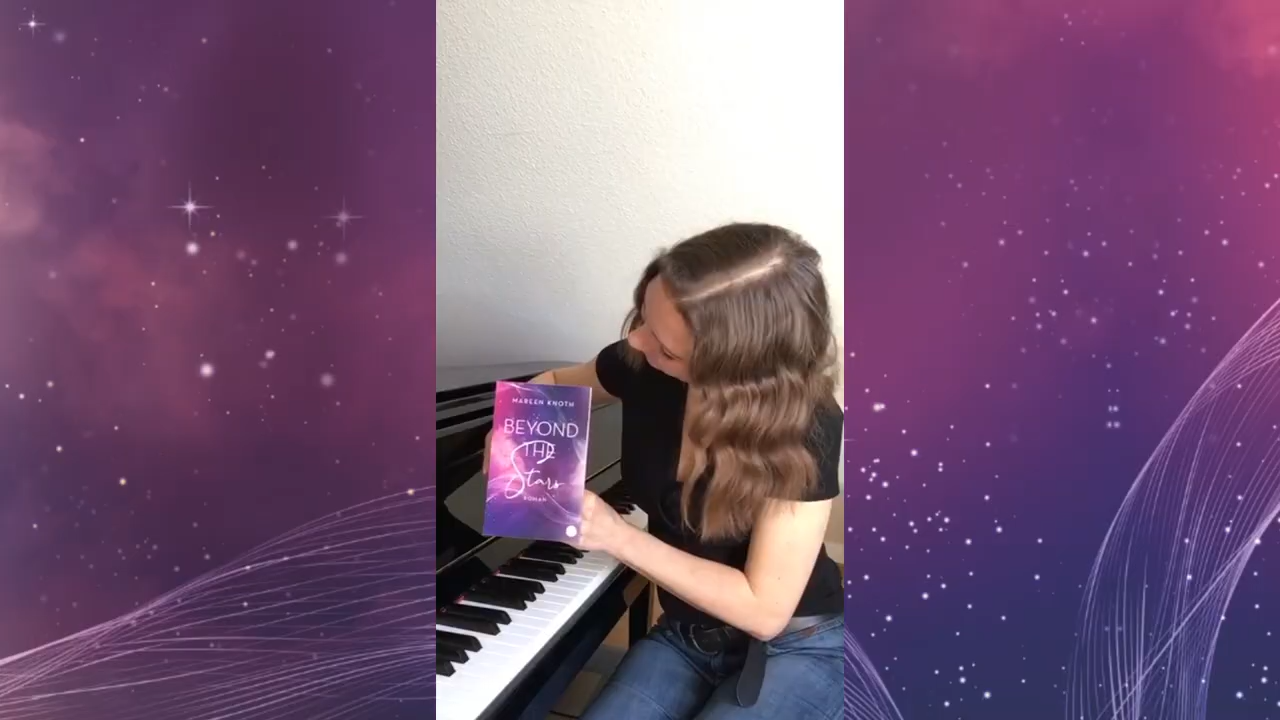 MAREEN KNOTH
BEYOND
THE
Stars
ROMAN